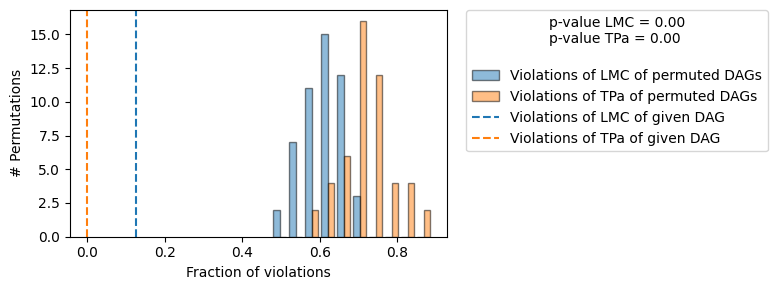 p-value LMC = 0.00
p-value TPa = 0.00
Violations of LMC of permuted DAGs
Violations of TPa of permuted DAGs
Violations of LMC of given DAG
Violations of TPa of given DAG
# Permutations
15.0
12.5
10.0
7.5
5.0
2.5
0.0
0.0 0.2 0.4 0.6 0.8
Fraction of violations